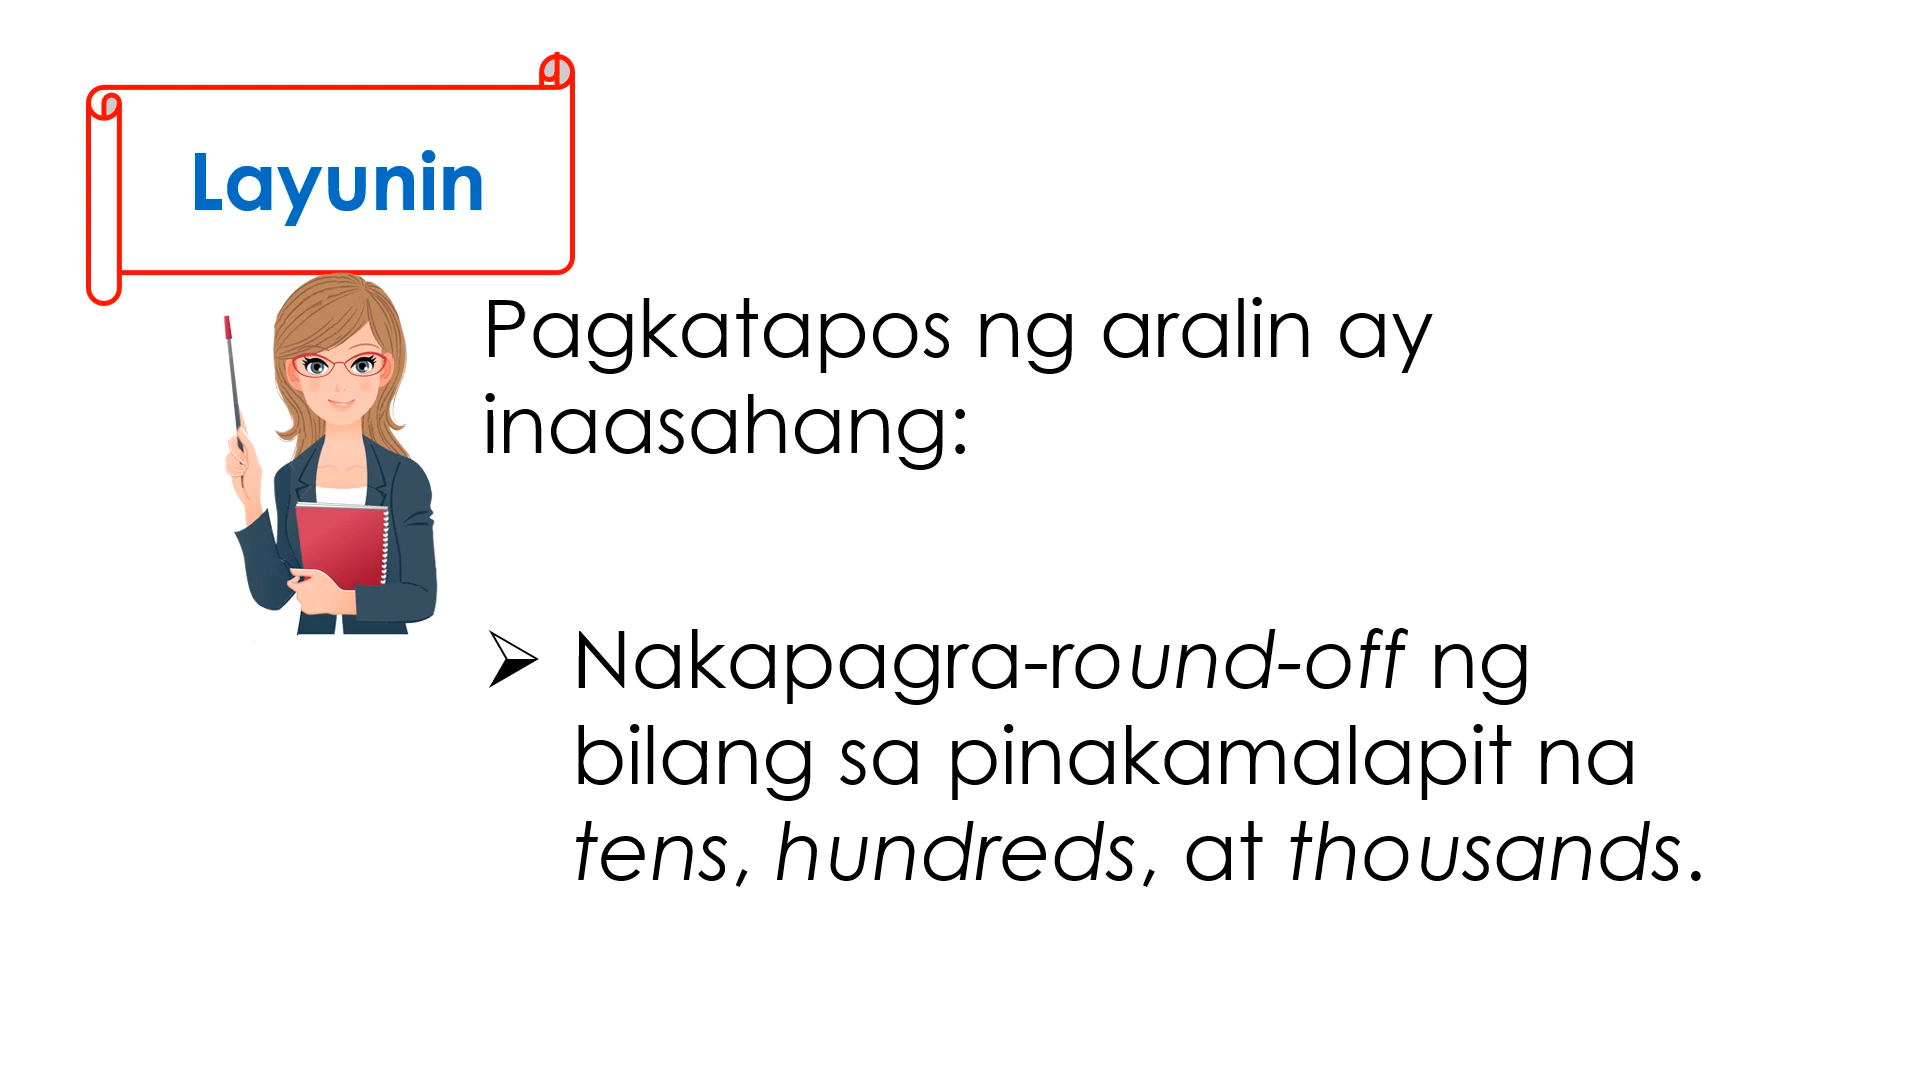 Layunin
Pagkatapos ng aralin ay
inaasahang:
➢ Nakapagra-round-off ng
bilang sa pinakamalapit na
tens, hundreds, at thousands.